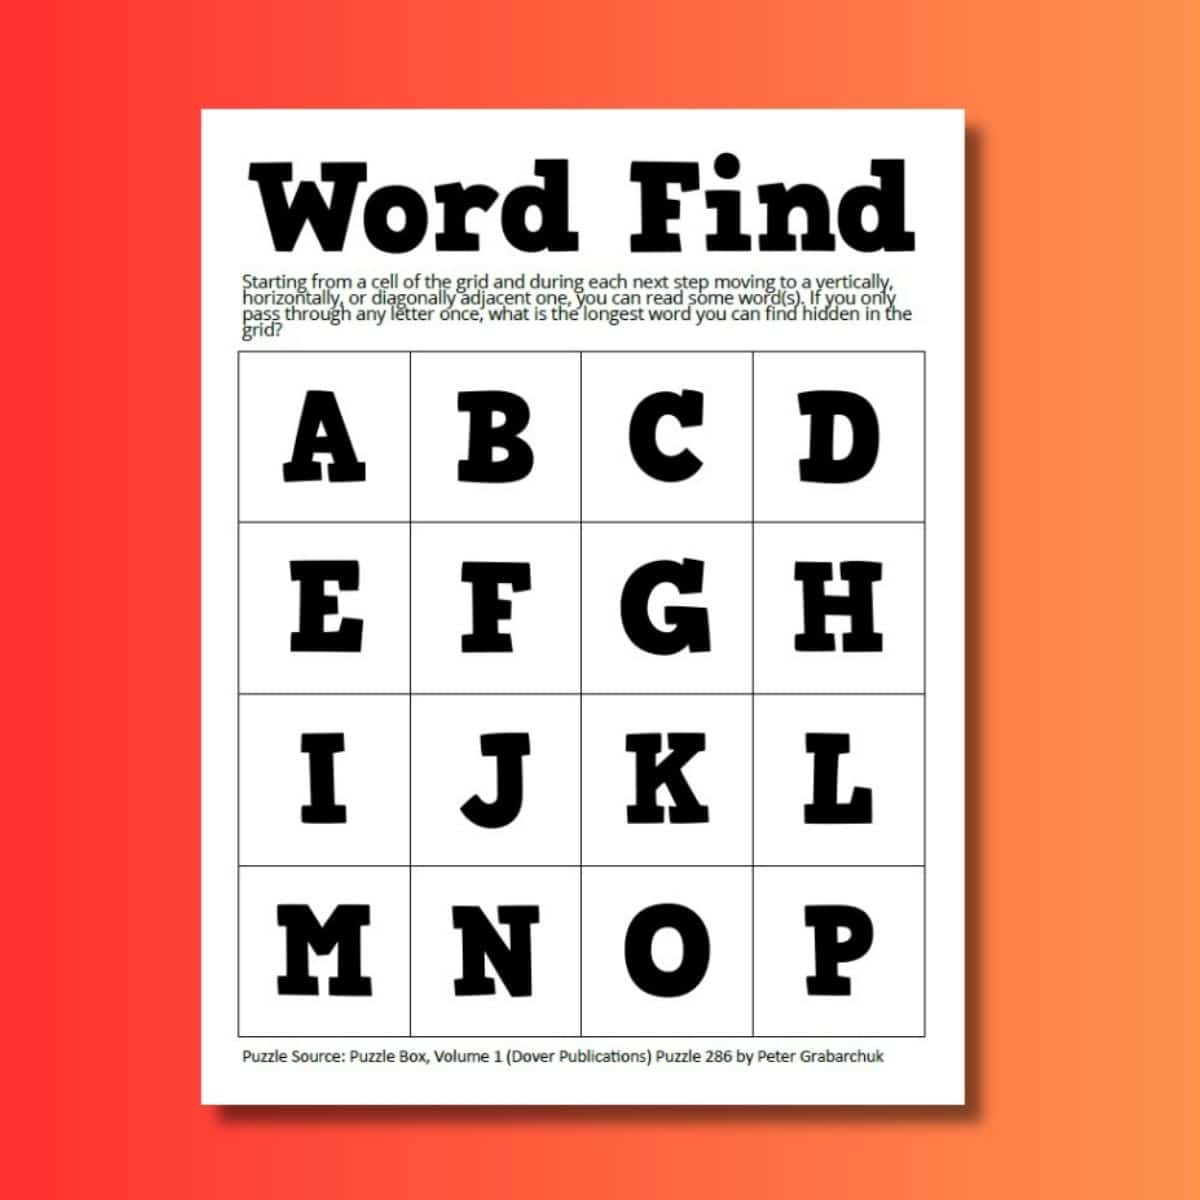 Word Find
Starting from a cell of the grid and during each next step moving to a vertically,
horizontally, or diagonally adjacent one, you can read some word(s). If you only
pass through any letter once, what is the longest word you can find hidden in the
grid?
A B C D
E F G H
I J K L
M N O P
Puzzle Source: Puzzle Box, Volume 1 (Dover Publications) Puzzle 286 by Peter Grabarchuk